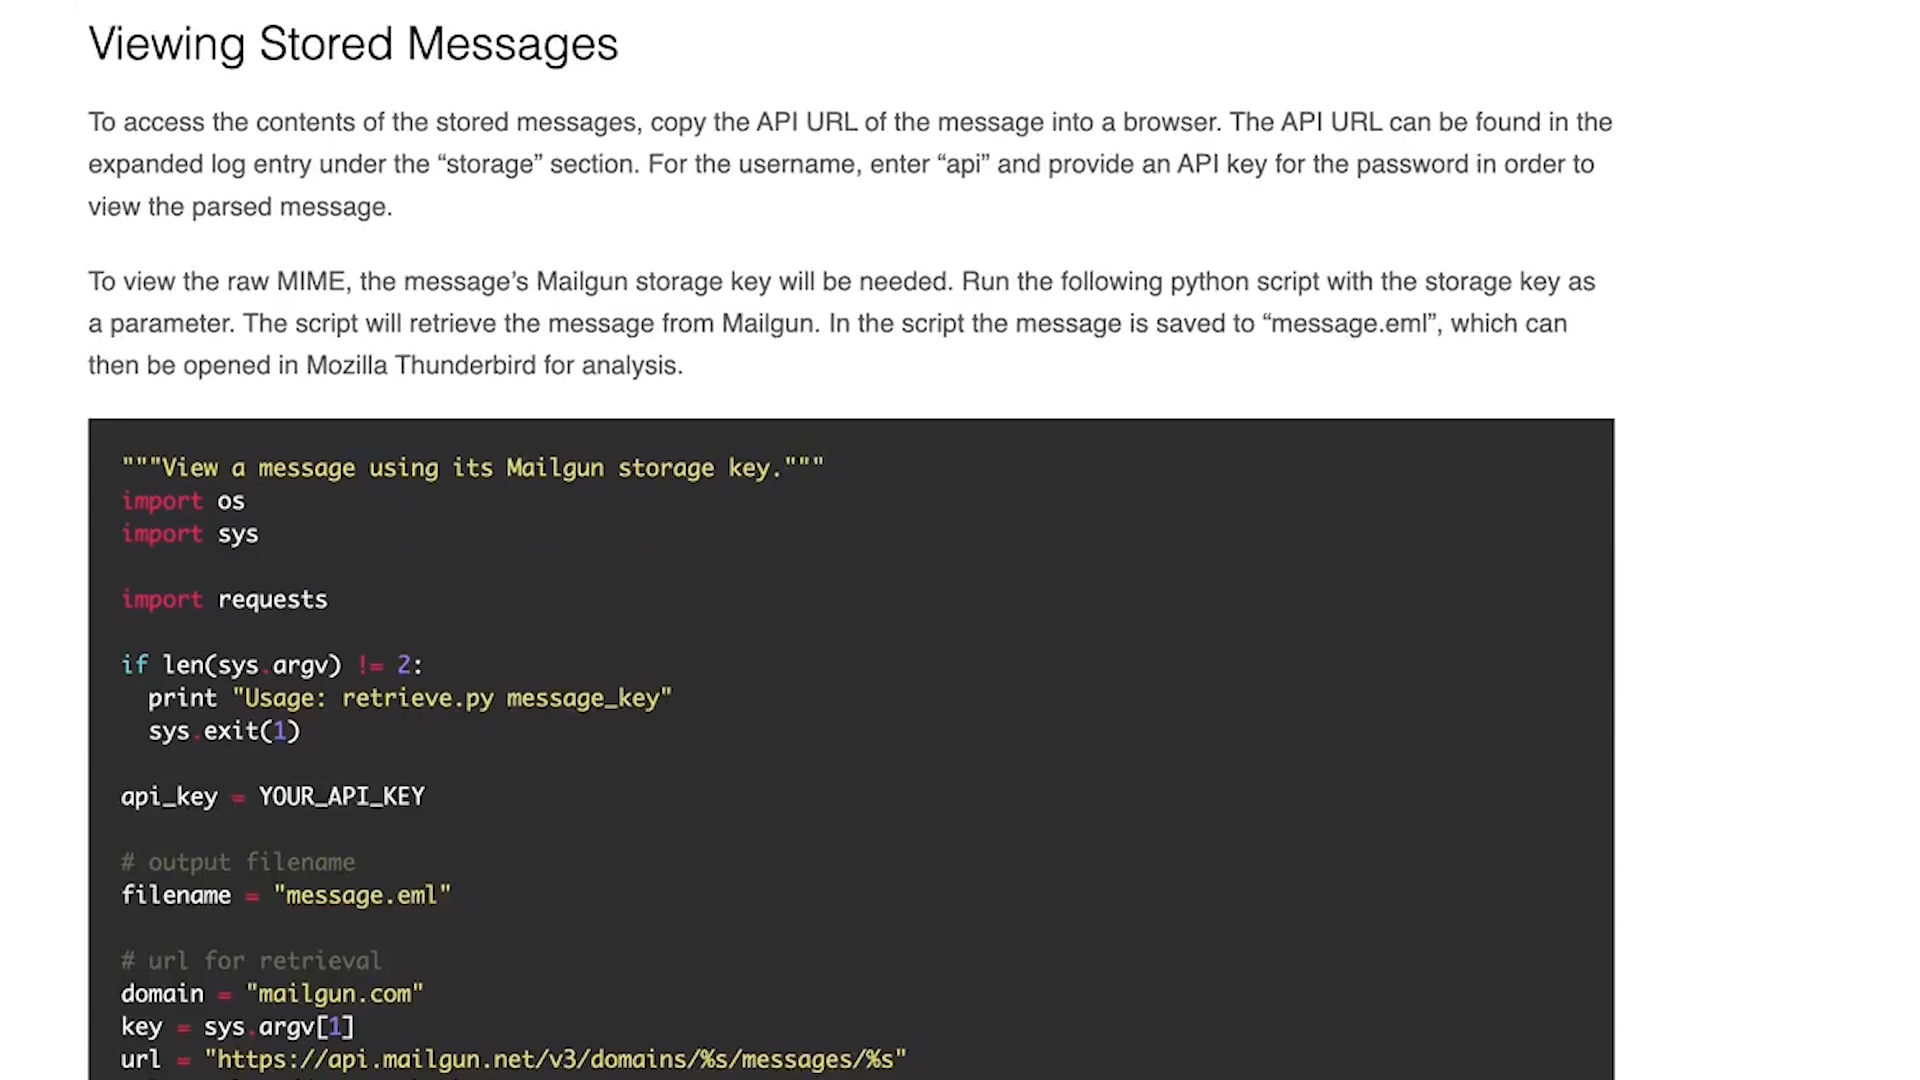 Viewing Stored Messages
To access the contents of the stored messages, copy the API URL of the message into a browser. The API URL can be found in the
expanded log entry under the “storage” section. For the username, enter “api” and provide an API key for the password in order to
view the parsed message.
To view the raw MIME, the message’s Mailgun storage key will be needed. Run the following python script with the storage key as
a parameter. The script will retrieve the message from Mailgun. In the script the message is saved to “message.eml”, which can
then be opened in Mozilla Thunderbird for analysis.
"""View a message using its Mailgun storage key."""
import os
import sys
import requests
if len(sys.argv) != 2:
  print "Usage: retrieve.py message_key"
  sys.exit(1)
api_key = YOUR_API_KEY
# output filename
filename = "message.eml"
# url for retrieval
domain = "mailgun.com"
key = sys.argv[1]
url = "https://api.mailgun.net/v3/domains/%s/messages/%s"